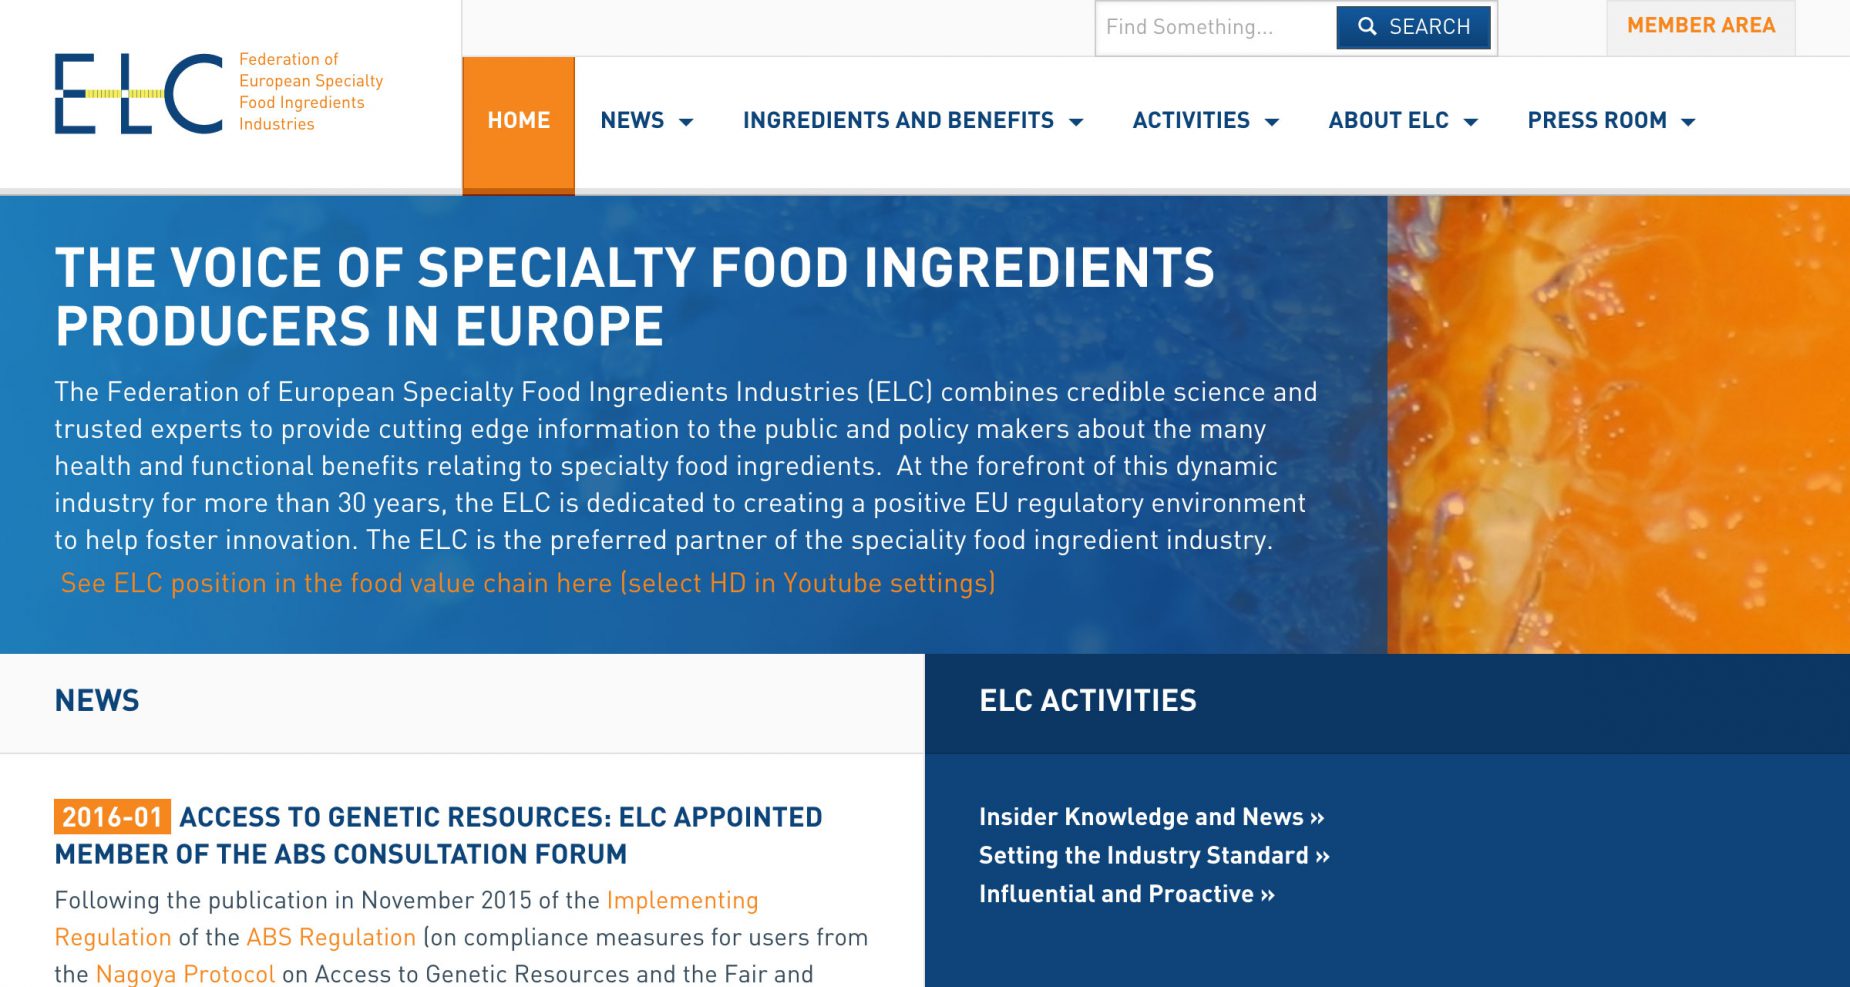 ELC
Federation of
European Specialty
Food Ingredients
Industries
Find Something...
SEARCH
MEMBER AREA
HOME
NEWS
INGREDIENTS AND BENEFITS
ACTIVITIES
ABOUT ELC
PRESS ROOM
THE VOICE OF SPECIALTY FOOD INGREDIENTS
PRODUCERS IN EUROPE
The Federation of European Specialty Food Ingredients Industries (ELC) combines credible science and
trusted experts to provide cutting edge information to the public and policy makers about the many
health and functional benefits relating to specialty food ingredients. At the forefront of this dynamic
industry for more than 30 years, the ELC is dedicated to creating a positive EU regulatory environment
to help foster innovation. The ELC is the preferred partner of the speciality food ingredient industry.
See ELC position in the food value chain here (select HD in Youtube settings)
NEWS
2016-01 ACCESS TO GENETIC RESOURCES: ELC APPOINTED
MEMBER OF THE ABS CONSULTATION FORUM
Following the publication in November 2015 of the Implementing
Regulation of the ABS Regulation (on compliance measures for users from
the Nagoya Protocol on Access to Genetic Resources and the Fair and
ELC ACTIVITIES
Insider Knowledge and News »
Setting the Industry Standard »
Influential and Proactive »